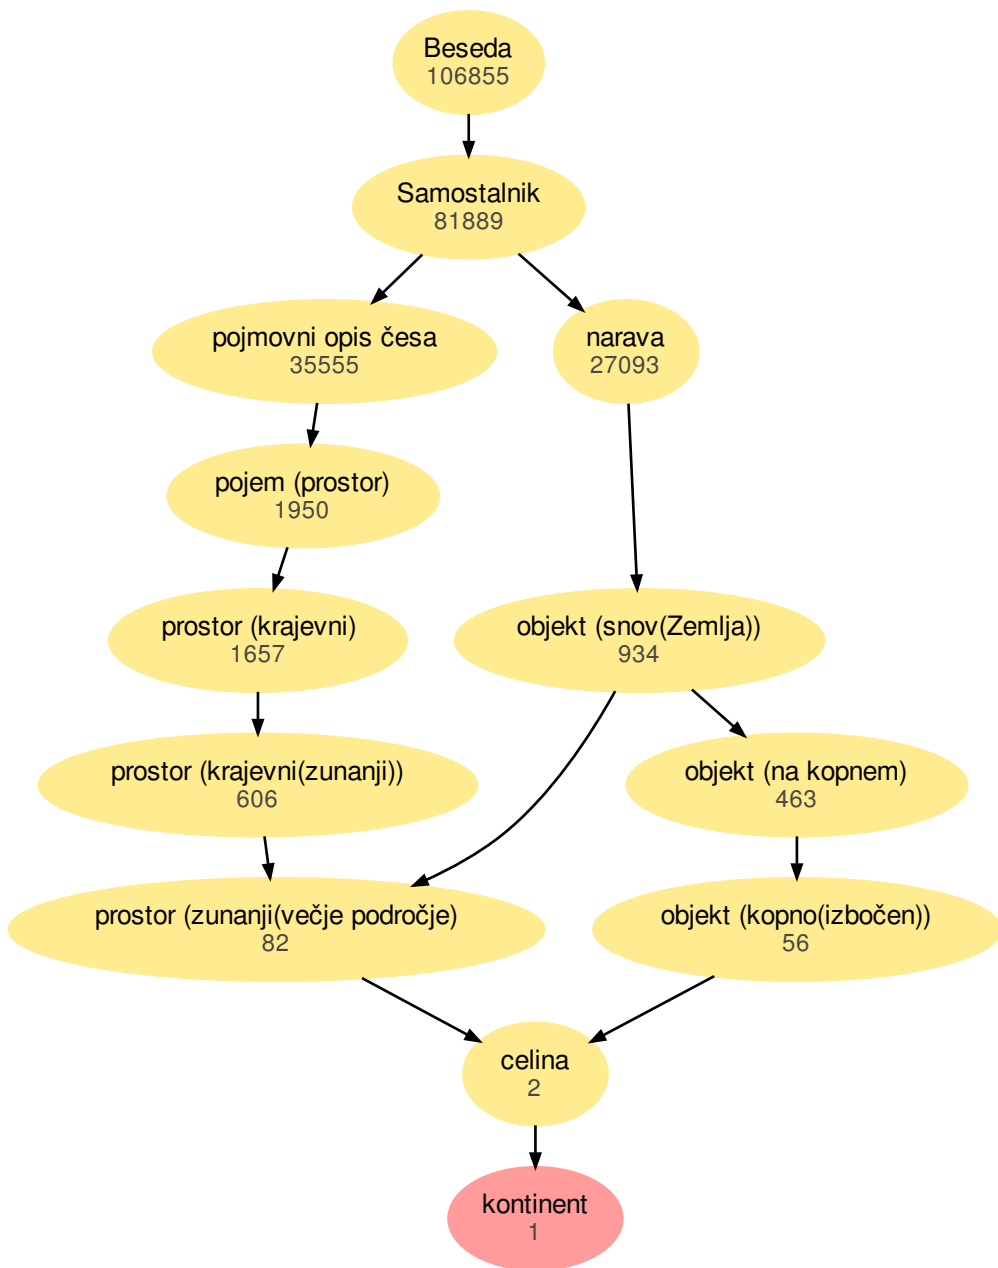 Beseda
106855
Samostalnik
81889
pojmovni opis česa
35555
narava
27093
pojem (prostor)
1950
prostor (krajevni)
1657
objekt (snov(Zemlja))
934
prostor (krajevni(zunanji))
606
objekt (na kopnem)
463
prostor (zunanji(večje področje)
82
objekt (kopno(izbočen))
56
celina
2
kontinent
1